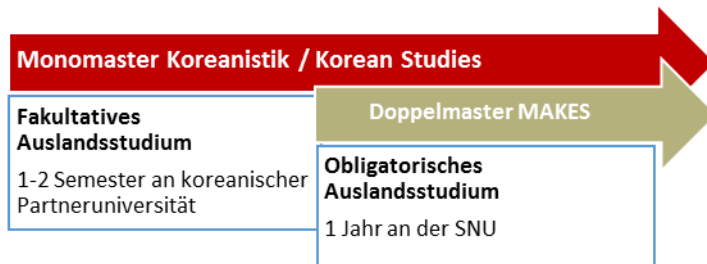 Monomaster Koreanistik / Korean Studies
Doppelmaster MAKES
Fakultatives
Auslandsstudium
1-2 Semester an koreanischer
Partneruniversität
Obligatorisches
Auslandsstudium
1 Jahr an der SNU